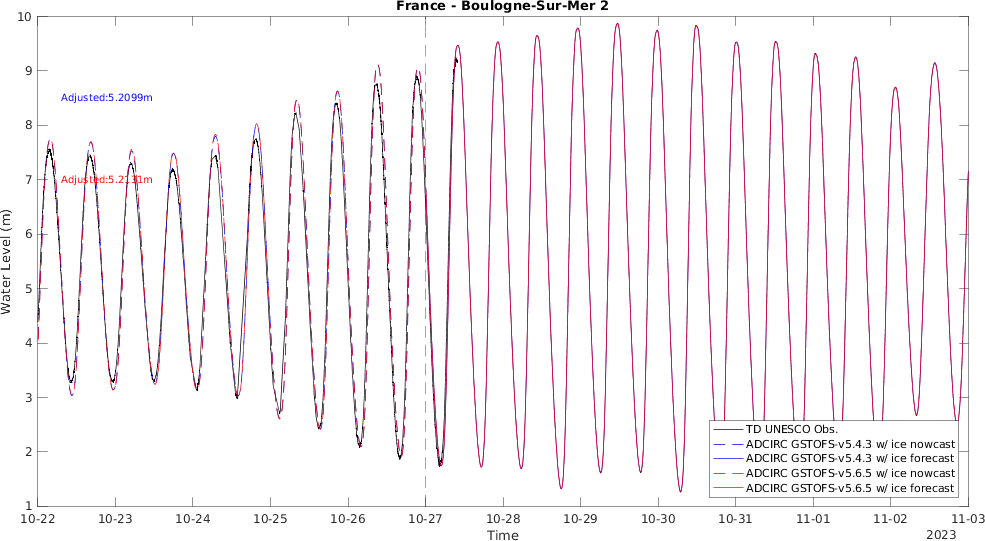 France - Boulogne-Sur-Mer 2
10
9
8
7
6
5
4
3
2
1
Water Level (m)
Adjusted:5.2099m
TD UNESCO Obs.
ADCIRC GSTOFS-v5.4.3 w/ ice nowcast
ADCIRC GSTOFS-v5.4.3 w/ ice forecast
ADCIRC GSTOFS-v5.6.5 w/ ice nowcast
ADCIRC GSTOFS-v5.6.5 w/ ice forecast
10-22 10-23 10-24 10-25 10-26 10-27 10-28 10-29 10-30 10-31 11-01 11-02 11-03
Time
2023